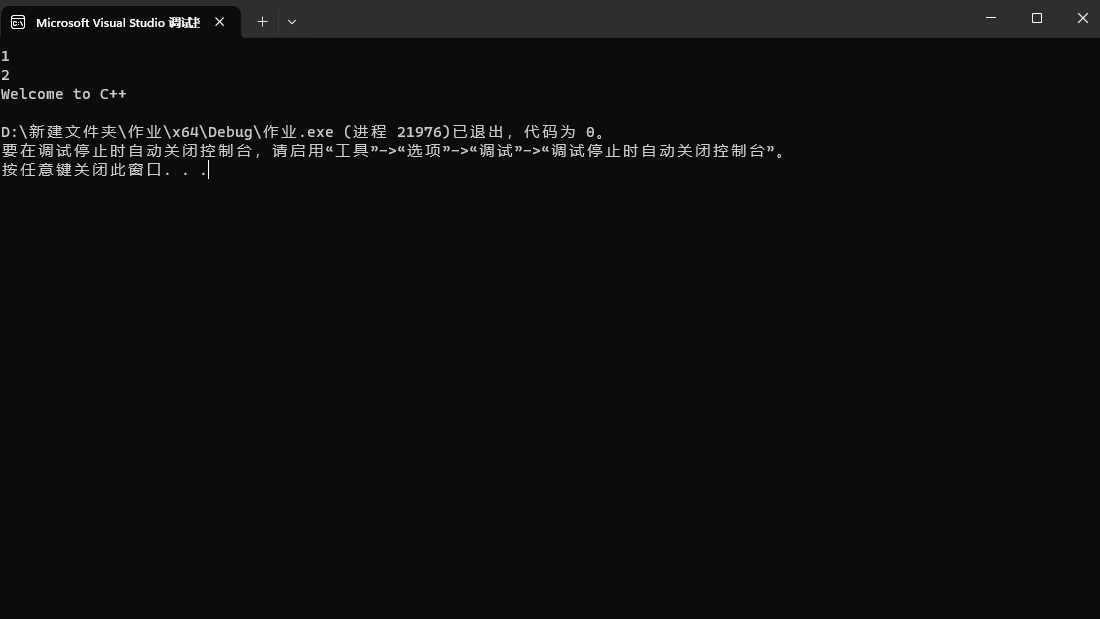 Microsoft Visual Studio 调试
1
2
Welcome to C++
D:\新建文件夹\作业\x64\Debug\作业.exe (进程 21976)已退出，代码为 0。
要在调试停止时自动关闭控制台，请启用“工具”->“选项”->“调试”->“调试停止时自动关闭控制台”。
按任意键关闭此窗口. . .